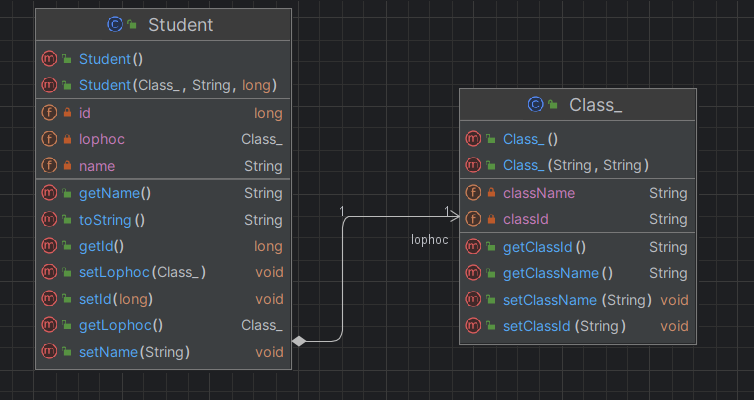 Student
Student()
Student(Class_, String, long)
id long
lophoc Class_
name String
getName() String
toString() String
getId() long
setLophoc(Class_) void
setId(long) void
getLophoc() Class_
setName(String) void
1
1
lophoc
Class_
Class_()
Class_(String, String)
className String
classId String
getClassId() String
getClassName() String
setClassName(String) void
setClassId(String) void